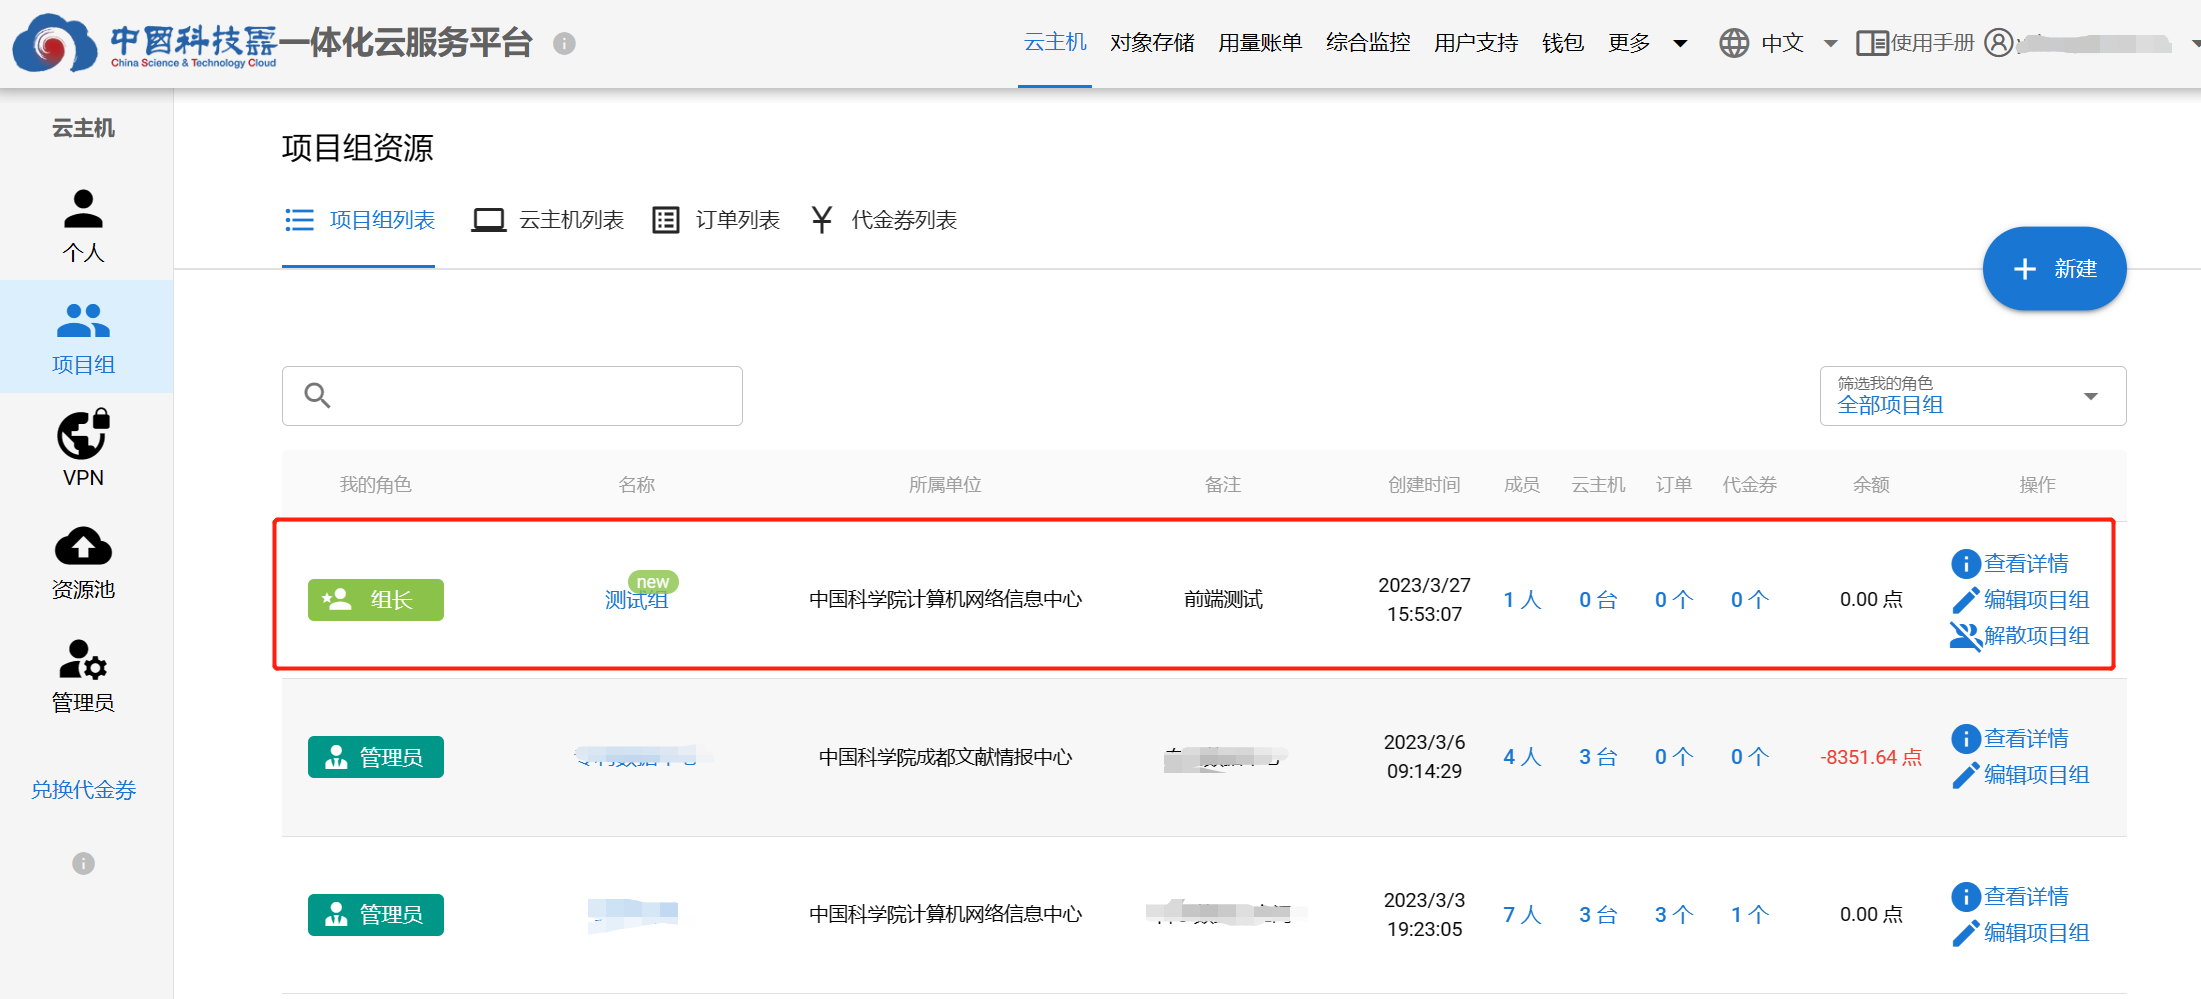 中国科技云一体化云服务平台
China Science & Technology Cloud
云主机 对象存储 用量账单 综合监控 用户支持 钱包 更多 中文 使用手册
云主机
个人
项目组
VPN
资源池
管理员
兑换代金券
项目组资源
项目组列表 云主机列表 订单列表 代金券列表
新建
筛选我的角色
全部项目组
我的角色 名称 所属单位 备注 创建时间 成员 云主机 订单 代金券 余额 操作
组长 测试组 new 中国科学院计算机网络信息中心 前端测试 2023/3/27 15:53:07 1 人 0 台 0 个 0 个 0.00 点
查看详情
编辑项目组
解散项目组
管理员 中国科学院成都文献情报中心 2023/3/6 09:14:29 4 人 3 台 0 个 0 个 -8351.64 点
查看详情
编辑项目组
管理员 中国科学院计算机网络信息中心 2023/3/3 19:23:05 7 人 3 台 3 个 1 个 0.00 点
查看详情
编辑项目组